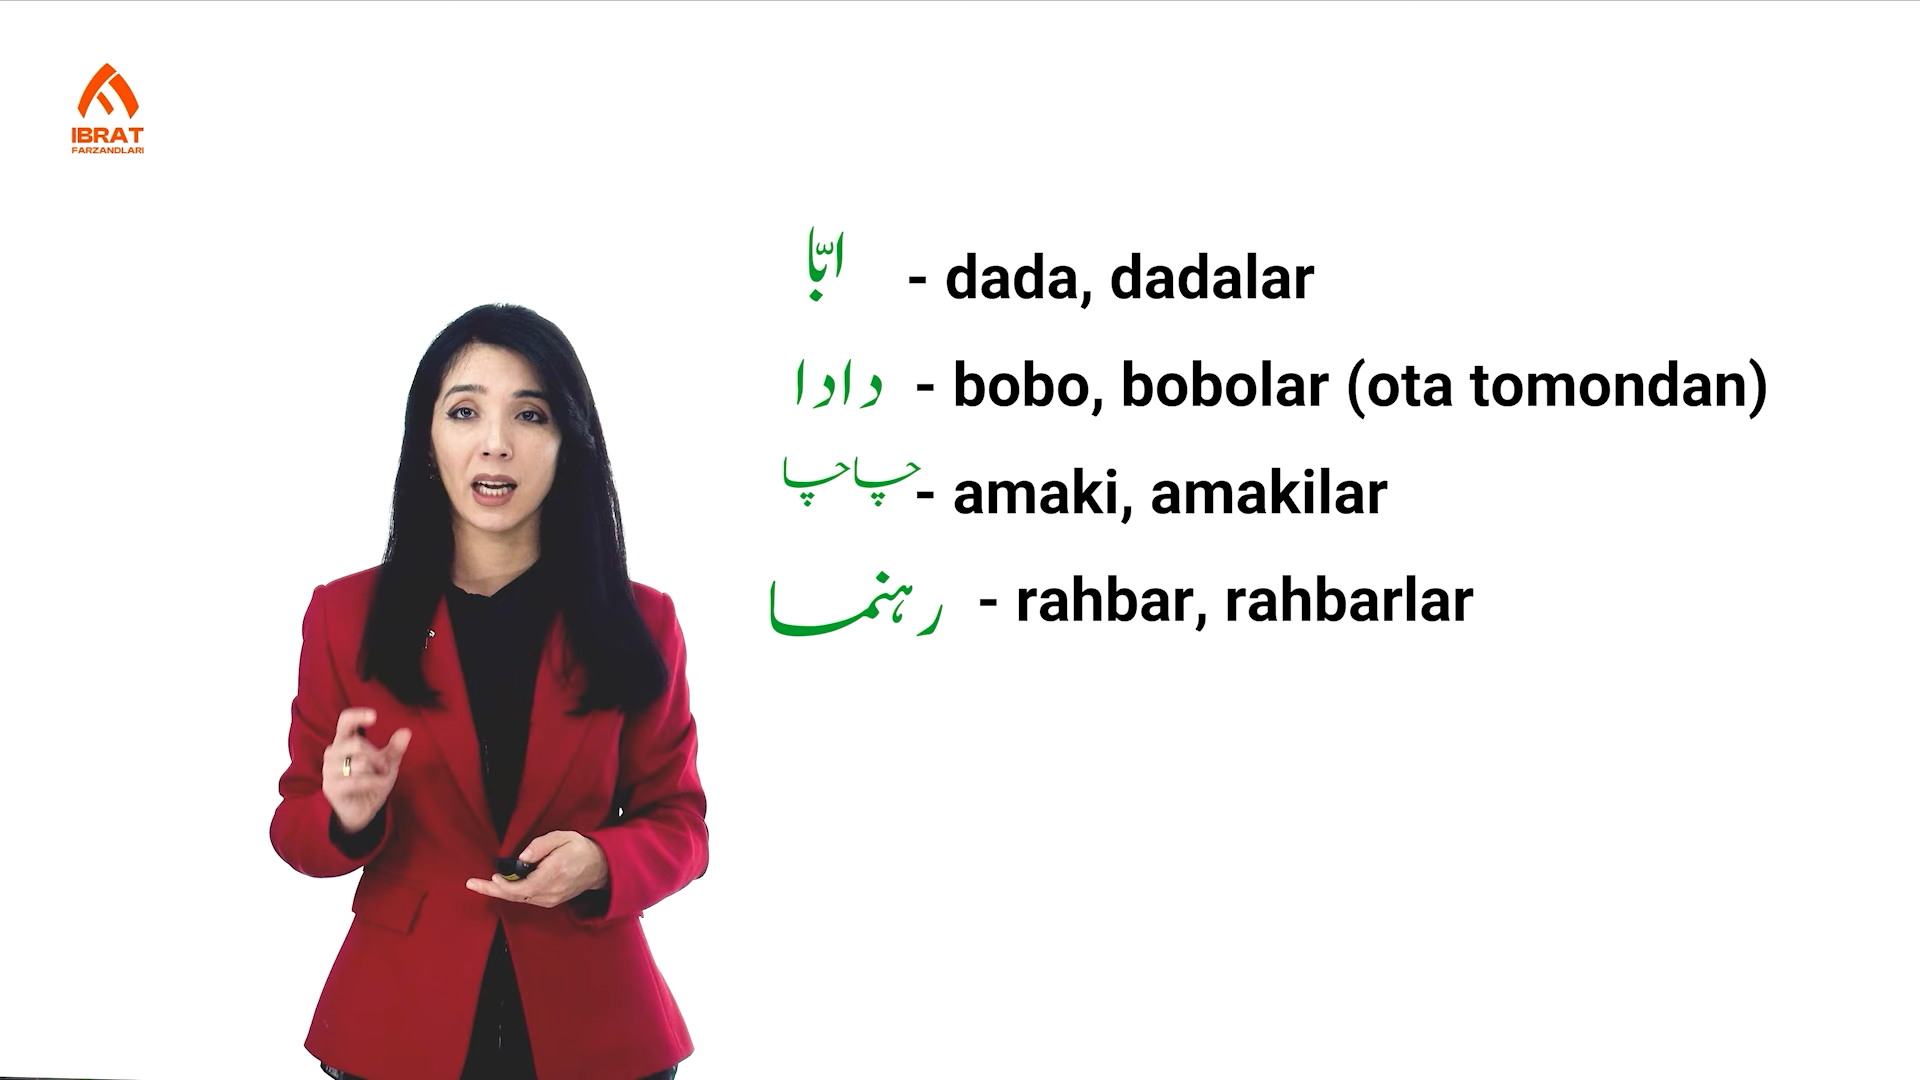 IBRAT
FARZANDLARI
ابّا - dada, dadalar
دادا - bobo, bobolar (ota tomondan)
چاچا - amaki, amakilar
رہنما - rahbar, rahbarlar